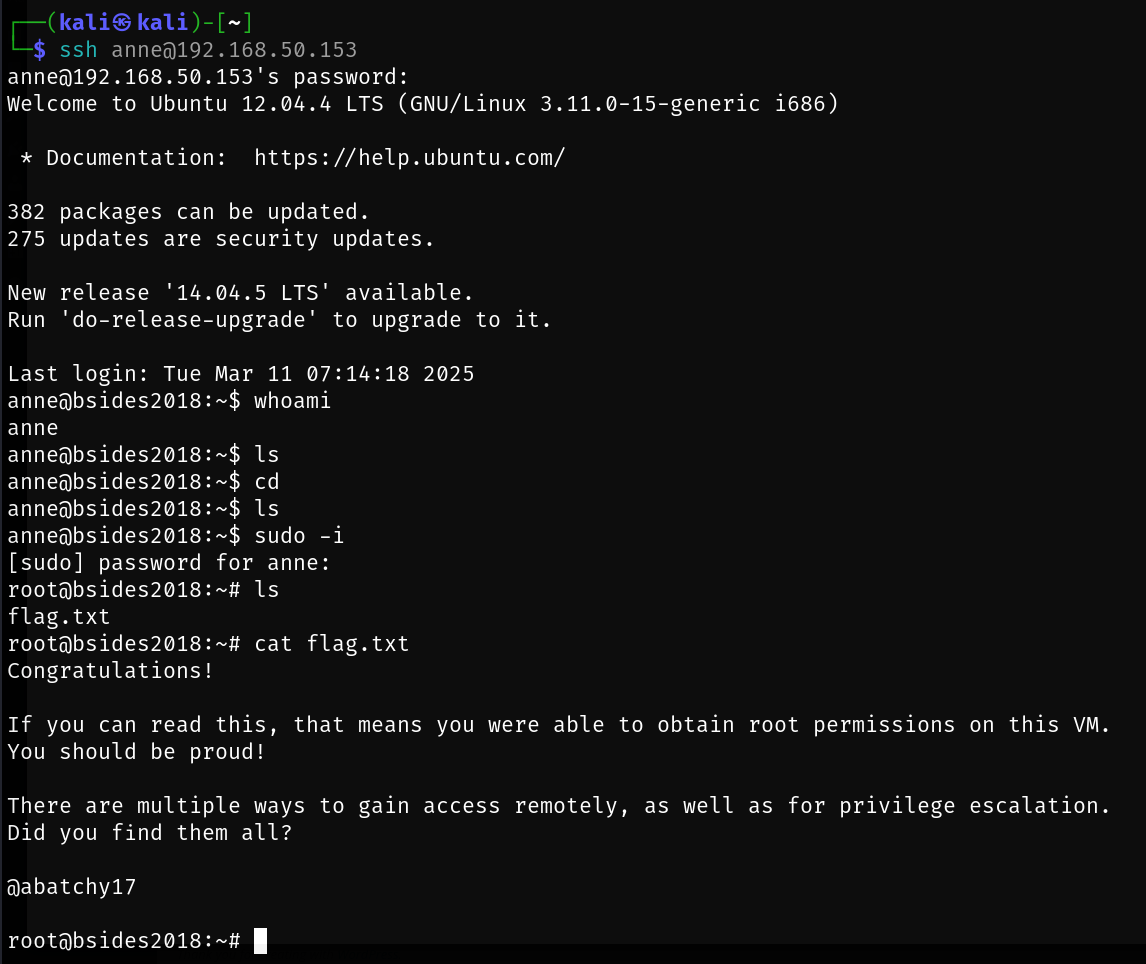 ┌──(kali㉿kali)-[~]
└─$ ssh anne@192.168.50.153
anne@192.168.50.153's password:
Welcome to Ubuntu 12.04.4 LTS (GNU/Linux 3.11.0-15-generic i686)
* Documentation:  https://help.ubuntu.com/
382 packages can be updated.
275 updates are security updates.
New release '14.04.5 LTS' available.
Run 'do-release-upgrade' to upgrade to it.
Last login: Tue Mar 11 07:14:18 2025
anne@bsides2018:~$ whoami
anne
anne@bsides2018:~$ ls
anne@bsides2018:~$ cd
anne@bsides2018:~$ ls
anne@bsides2018:~$ sudo -i
[sudo] password for anne:
root@bsides2018:~# ls
flag.txt
root@bsides2018:~# cat flag.txt
Congratulations!
If you can read this, that means you were able to obtain root permissions on this VM.
You should be proud!
There are multiple ways to gain access remotely, as well as for privilege escalation.
Did you find them all?
@abatchy17
root@bsides2018:~#